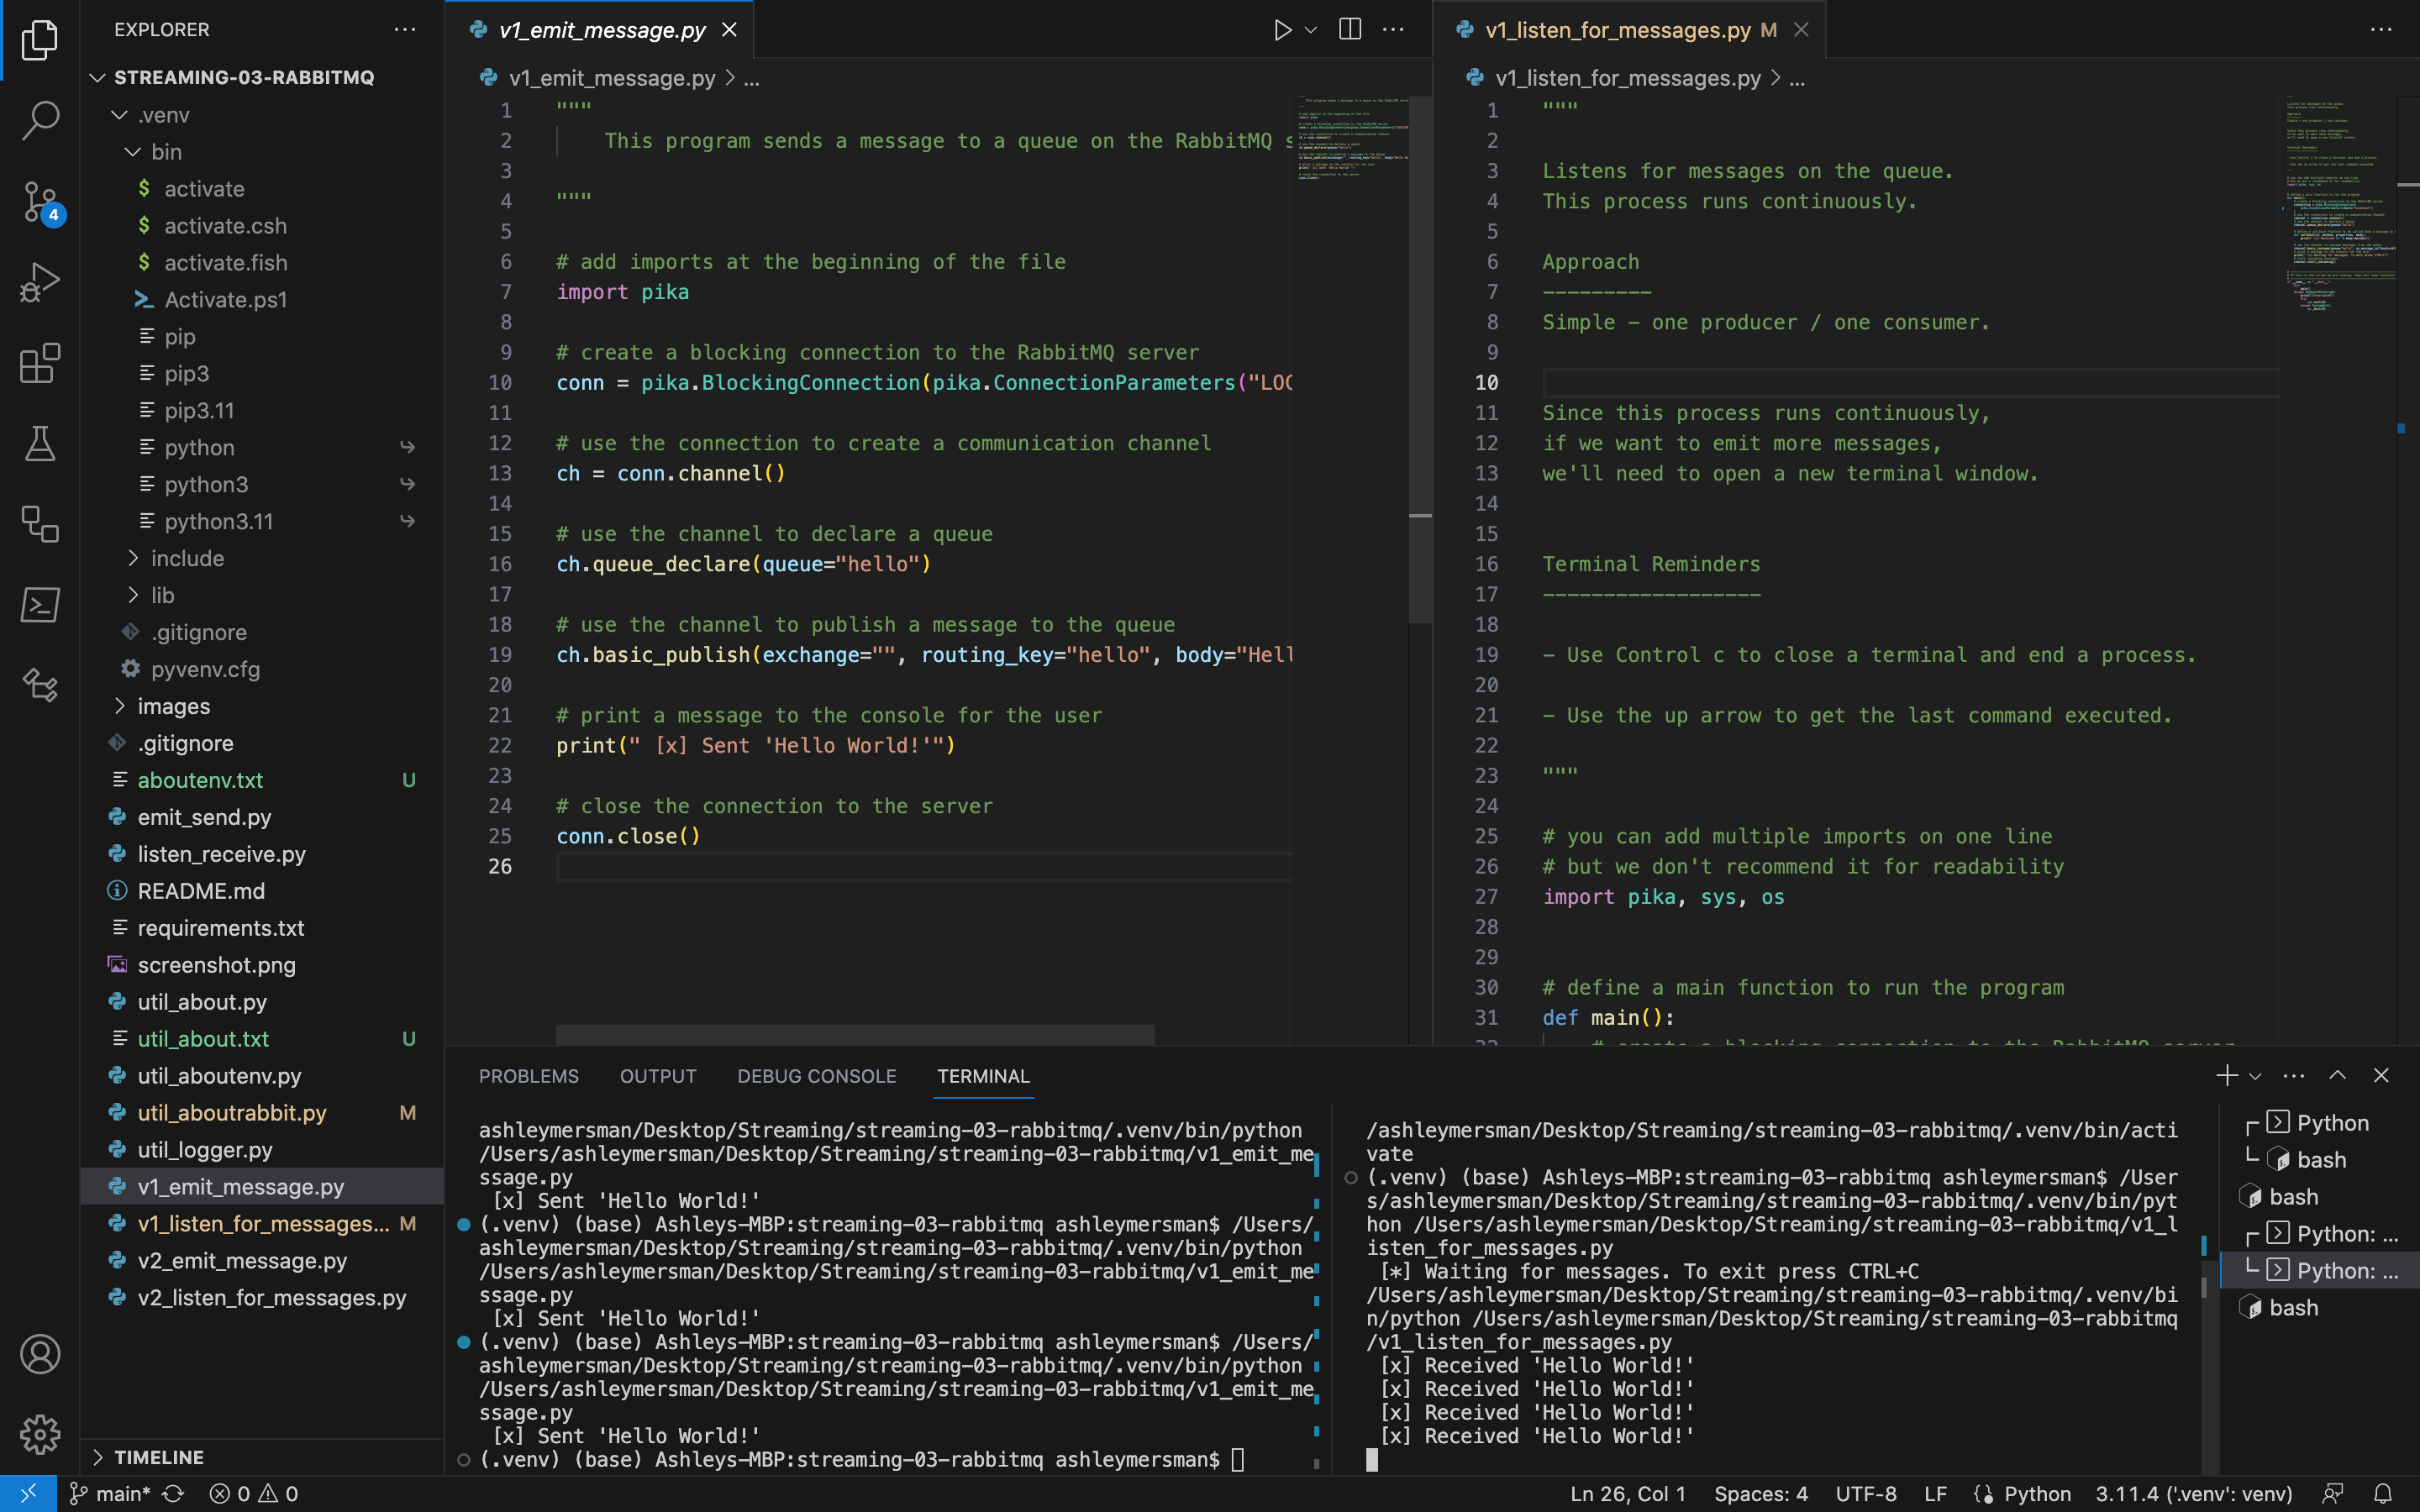 EXPLORER
STREAMING-03-RABBITMQ
.venv
bin
$ activate
$ activate.csh
$ activate.fish
Activate.ps1
pip
pip3
pip3.11
python
python3
python3.11
include
lib
.gitignore
pyvenv.cfg
images
.gitignore
aboutenv.txt U
emit_send.py
listen_receive.py
README.md
requirements.txt
screenshot.png
util_about.py
util_about.txt U
util_aboutenv.py
util_aboutrabbit.py M
util_logger.py
v1_emit_message.py
v1_listen_for_messages... M
v2_emit_message.py
v2_listen_for_messages.py
TIMELINE
4
v1_emit_message.py
v1_emit_message.py > ...
1 """
2 This program sends a message to a queue on the RabbitMQ s
3
4 """
5
6 # add imports at the beginning of the file
7 import pika
8
9 # create a blocking connection to the RabbitMQ server
10 conn = pika.BlockingConnection(pika.ConnectionParameters("LOC
11
12 # use the connection to create a communication channel
13 ch = conn.channel()
14
15 # use the channel to declare a queue
16 ch.queue_declare(queue="hello")
17
18 # use the channel to publish a message to the queue
19 ch.basic_publish(exchange="", routing_key="hello", body="Hell
20
21 # print a message to the console for the user
22 print(" [x] Sent 'Hello World!'")
23
24 # close the connection to the server
25 conn.close()
26
v1_listen_for_messages.py M
v1_listen_for_messages.py > ...
1 """
2
3 Listens for messages on the queue.
4 This process runs continuously.
5
6 Approach
7 ---------
8 Simple - one producer / one consumer.
9
10
11 Since this process runs continuously,
12 if we want to emit more messages,
13 we'll need to open a new terminal window.
14
15
16 Terminal Reminders
17 ------------------
18
19 - Use Control c to close a terminal and end a process.
20
21 - Use the up arrow to get the last command executed.
22
23 """
24
25 # you can add multiple imports on one line
26 # but we don't recommend it for readability
27 import pika, sys, os
28
29
30 # define a main function to run the program
31 def main():
32 # create a blocking connection to the RabbitMQ server
PROBLEMS OUTPUT DEBUG CONSOLE TERMINAL
ashleymersman/Desktop/Streaming/streaming-03-rabbitmq/.venv/bin/python
/Users/ashleymersman/Desktop/Streaming/streaming-03-rabbitmq/v1_emit_me
ssage.py
[x] Sent 'Hello World!'
(.venv) (base) Ashleys-MBP:streaming-03-rabbitmq ashleymersman$ /Users/
ashleymersman/Desktop/Streaming/streaming-03-rabbitmq/.venv/bin/python
/Users/ashleymersman/Desktop/Streaming/streaming-03-rabbitmq/v1_emit_me
ssage.py
[x] Sent 'Hello World!'
(.venv) (base) Ashleys-MBP:streaming-03-rabbitmq ashleymersman$ /Users/
ashleymersman/Desktop/Streaming/streaming-03-rabbitmq/.venv/bin/python
/Users/ashleymersman/Desktop/Streaming/streaming-03-rabbitmq/v1_emit_me
ssage.py
[x] Sent 'Hello World!'
(.venv) (base) Ashleys-MBP:streaming-03-rabbitmq ashleymersman$
/ashleymersman/Desktop/Streaming/streaming-03-rabbitmq/.venv/bin/acti
vate
(.venv) (base) Ashleys-MBP:streaming-03-rabbitmq ashleymersman$ /User
s/ashleymersman/Desktop/Streaming/streaming-03-rabbitmq/.venv/bin/pyt
hon /Users/ashleymersman/Desktop/Streaming/streaming-03-rabbitmq/v1_l
isten_for_messages.py
[*] Waiting for messages. To exit press CTRL+C
/Users/ashleymersman/Desktop/Streaming/streaming-03-rabbitmq/.venv/bi
n/python /Users/ashleymersman/Desktop/Streaming/streaming-03-rabbitmq
/v1_listen_for_messages.py
[x] Received 'Hello World!'
[x] Received 'Hello World!'
[x] Received 'Hello World!'
[x] Received 'Hello World!'
Python
bash
bash
Python: ...
Python: ...
bash
main* 0 0
Ln 26, Col 1 Spaces: 4 UTF-8 LF Python 3.11.4 ('.venv': venv)